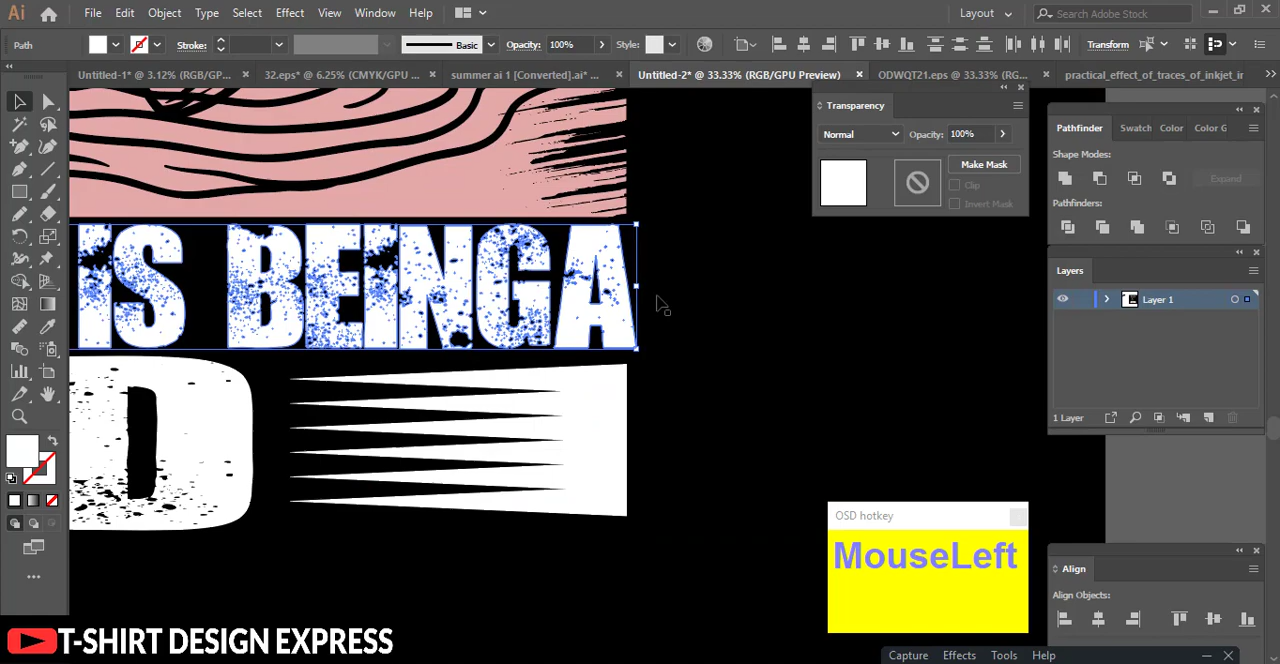 Ai File Edit Object Type Select Effect View Window Help Layout Search Adobe Stock
Path Stroke: Basic Opacity: 100% Style: Transform
Untitled-1* @ 3.12% (RGB/GP... × 32.eps* @ 6.25% (CMYK/GPU ... × summer ai 1 [Converted].ai* ... × Untitled-2* @ 33.33% (RGB/GPU Preview) × ODWQT21.eps @ 33.33% (RG... × practical_effect_of_traces_of_inkjet_ir
Transparency
Normal Opacity: 100%
Make Mask
Clip
Invert Mask
Pathfinder Swatch Color Color G
Shape Modes:
Expand
Pathfinders:
Layers
Layer 1
1 Layer
IS BEINGA
D
OSD hotkey
MouseLeft
Align
Align Objects:
T-SHIRT DESIGN EXPRESS
Capture Effects Tools Help